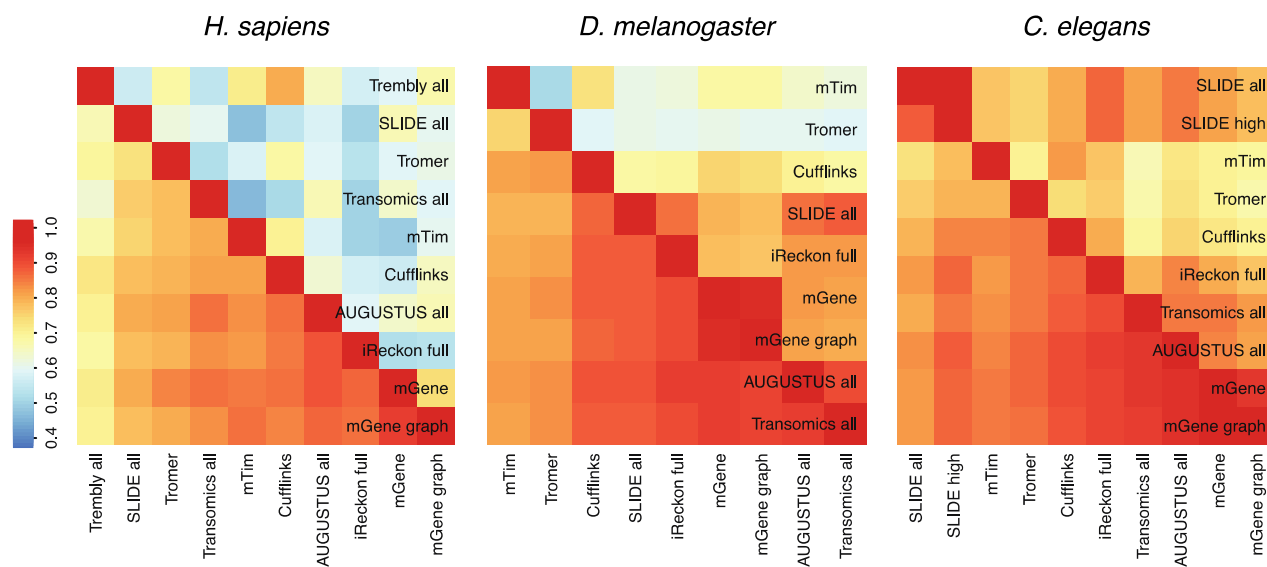 H. sapiens
D. melanogaster
C. elegans
Trembly all
SLIDE all
Tromer
Transomics all
mTim
Cufflinks
AUGUSTUS all
iReckon full
mGene
mGene graph
mTim
Tromer
Cufflinks
SLIDE all
iReckon full
mGene
mGene graph
AUGUSTUS all
Transomics all
SLIDE all
SLIDE high
mTim
Tromer
Cufflinks
iReckon full
Transomics all
AUGUSTUS all
mGene
mGene graph
1.0
0.9
0.8
0.7
0.6
0.5
0.4
Trembly all
SLIDE all
Tromer
Transomics all
mTim
Cufflinks
AUGUSTUS all
iReckon full
mGene
mGene graph
mTim
Tromer
Cufflinks
SLIDE all
iReckon full
mGene
mGene graph
AUGUSTUS all
Transomics all
SLIDE all
SLIDE high
mTim
Tromer
Cufflinks
iReckon full
Transomics all
AUGUSTUS all
mGene
mGene graph